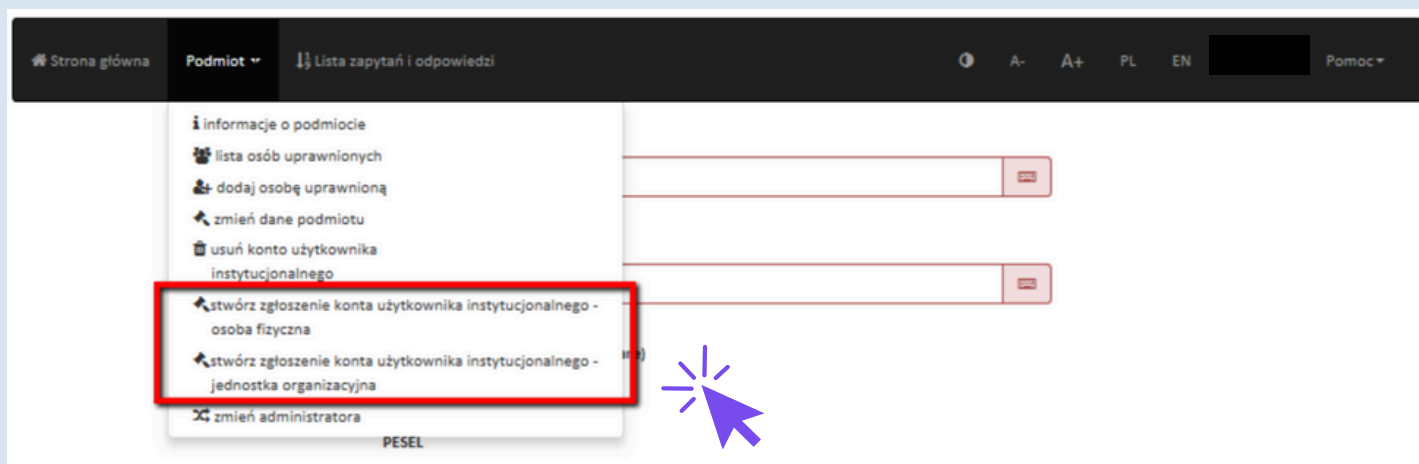 Strona główna Podmiot Lista zapytań i odpowiedzi A- A+ PL EN Pomoc
informacje o podmiocie
lista osób uprawnionych
dodaj osobę uprawnioną
zmień dane podmiotu
usuń konto użytkownika
instytucjonalnego
stwórz zgłoszenie konta użytkownika instytucjonalnego -
osoba fizyczna
stwórz zgłoszenie konta użytkownika instytucjonalnego -
jednostka organizacyjna
zmień administratora
PESEL